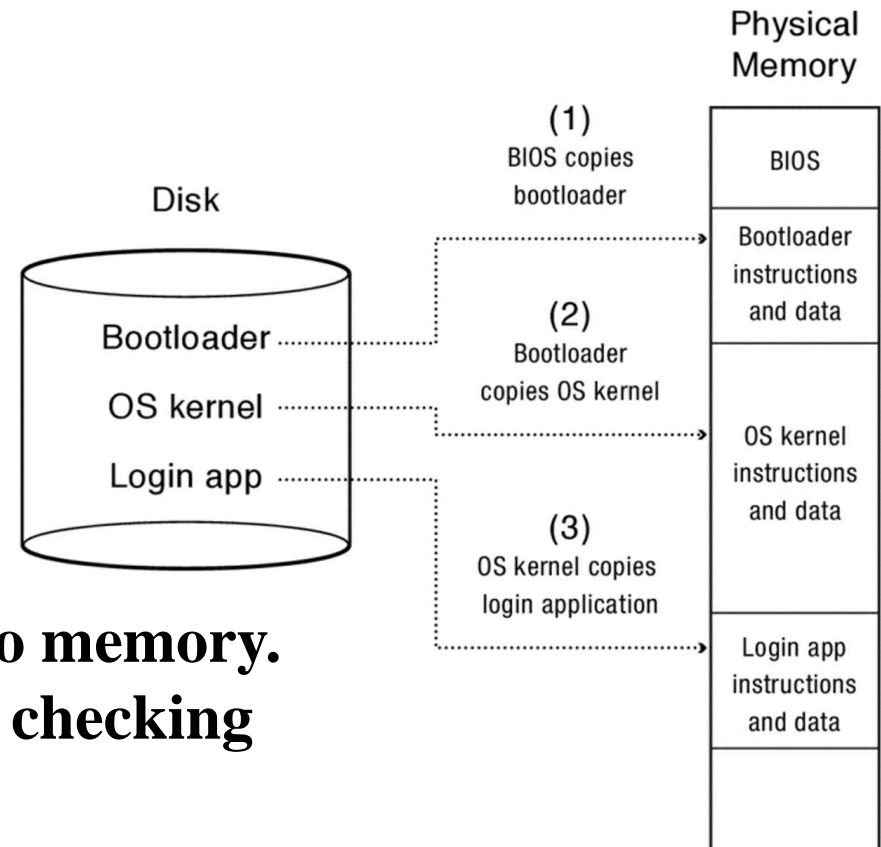 Physical
Memory
(1)
BIOS copies
bootloader
BIOS
Disk
Bootloader
instructions
and data
Bootloader
(2)
Bootloader
copies OS kernel
OS kernel
OS kernel
instructions
and data
Login app
(3)
OS kernel copies
login application
o memory.
checking
Login app
instructions
and data